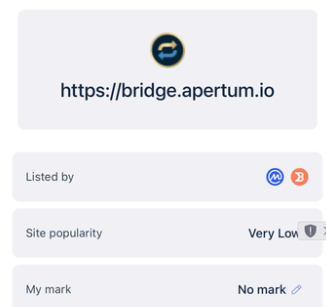 https://bridge.apertum.io
Listed by
Site popularity Very Low
My mark No mark